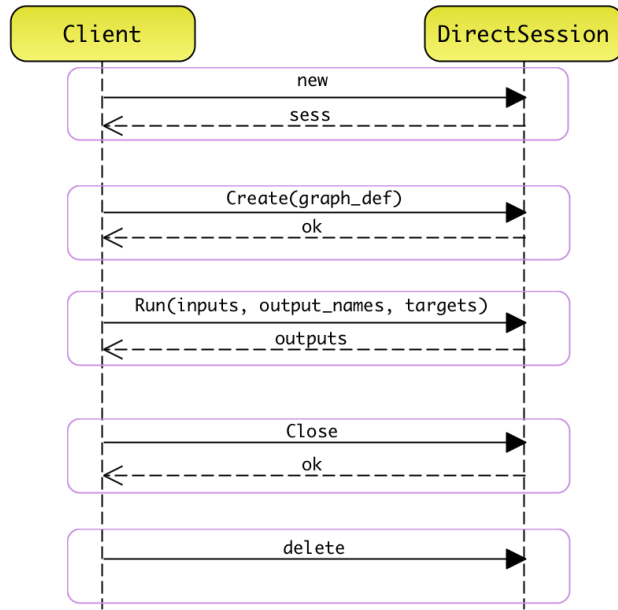 Client
DirectSession
new
sess
Create(graph_def)
ok
Run(inputs, output_names, targets)
outputs
Close
ok
delete